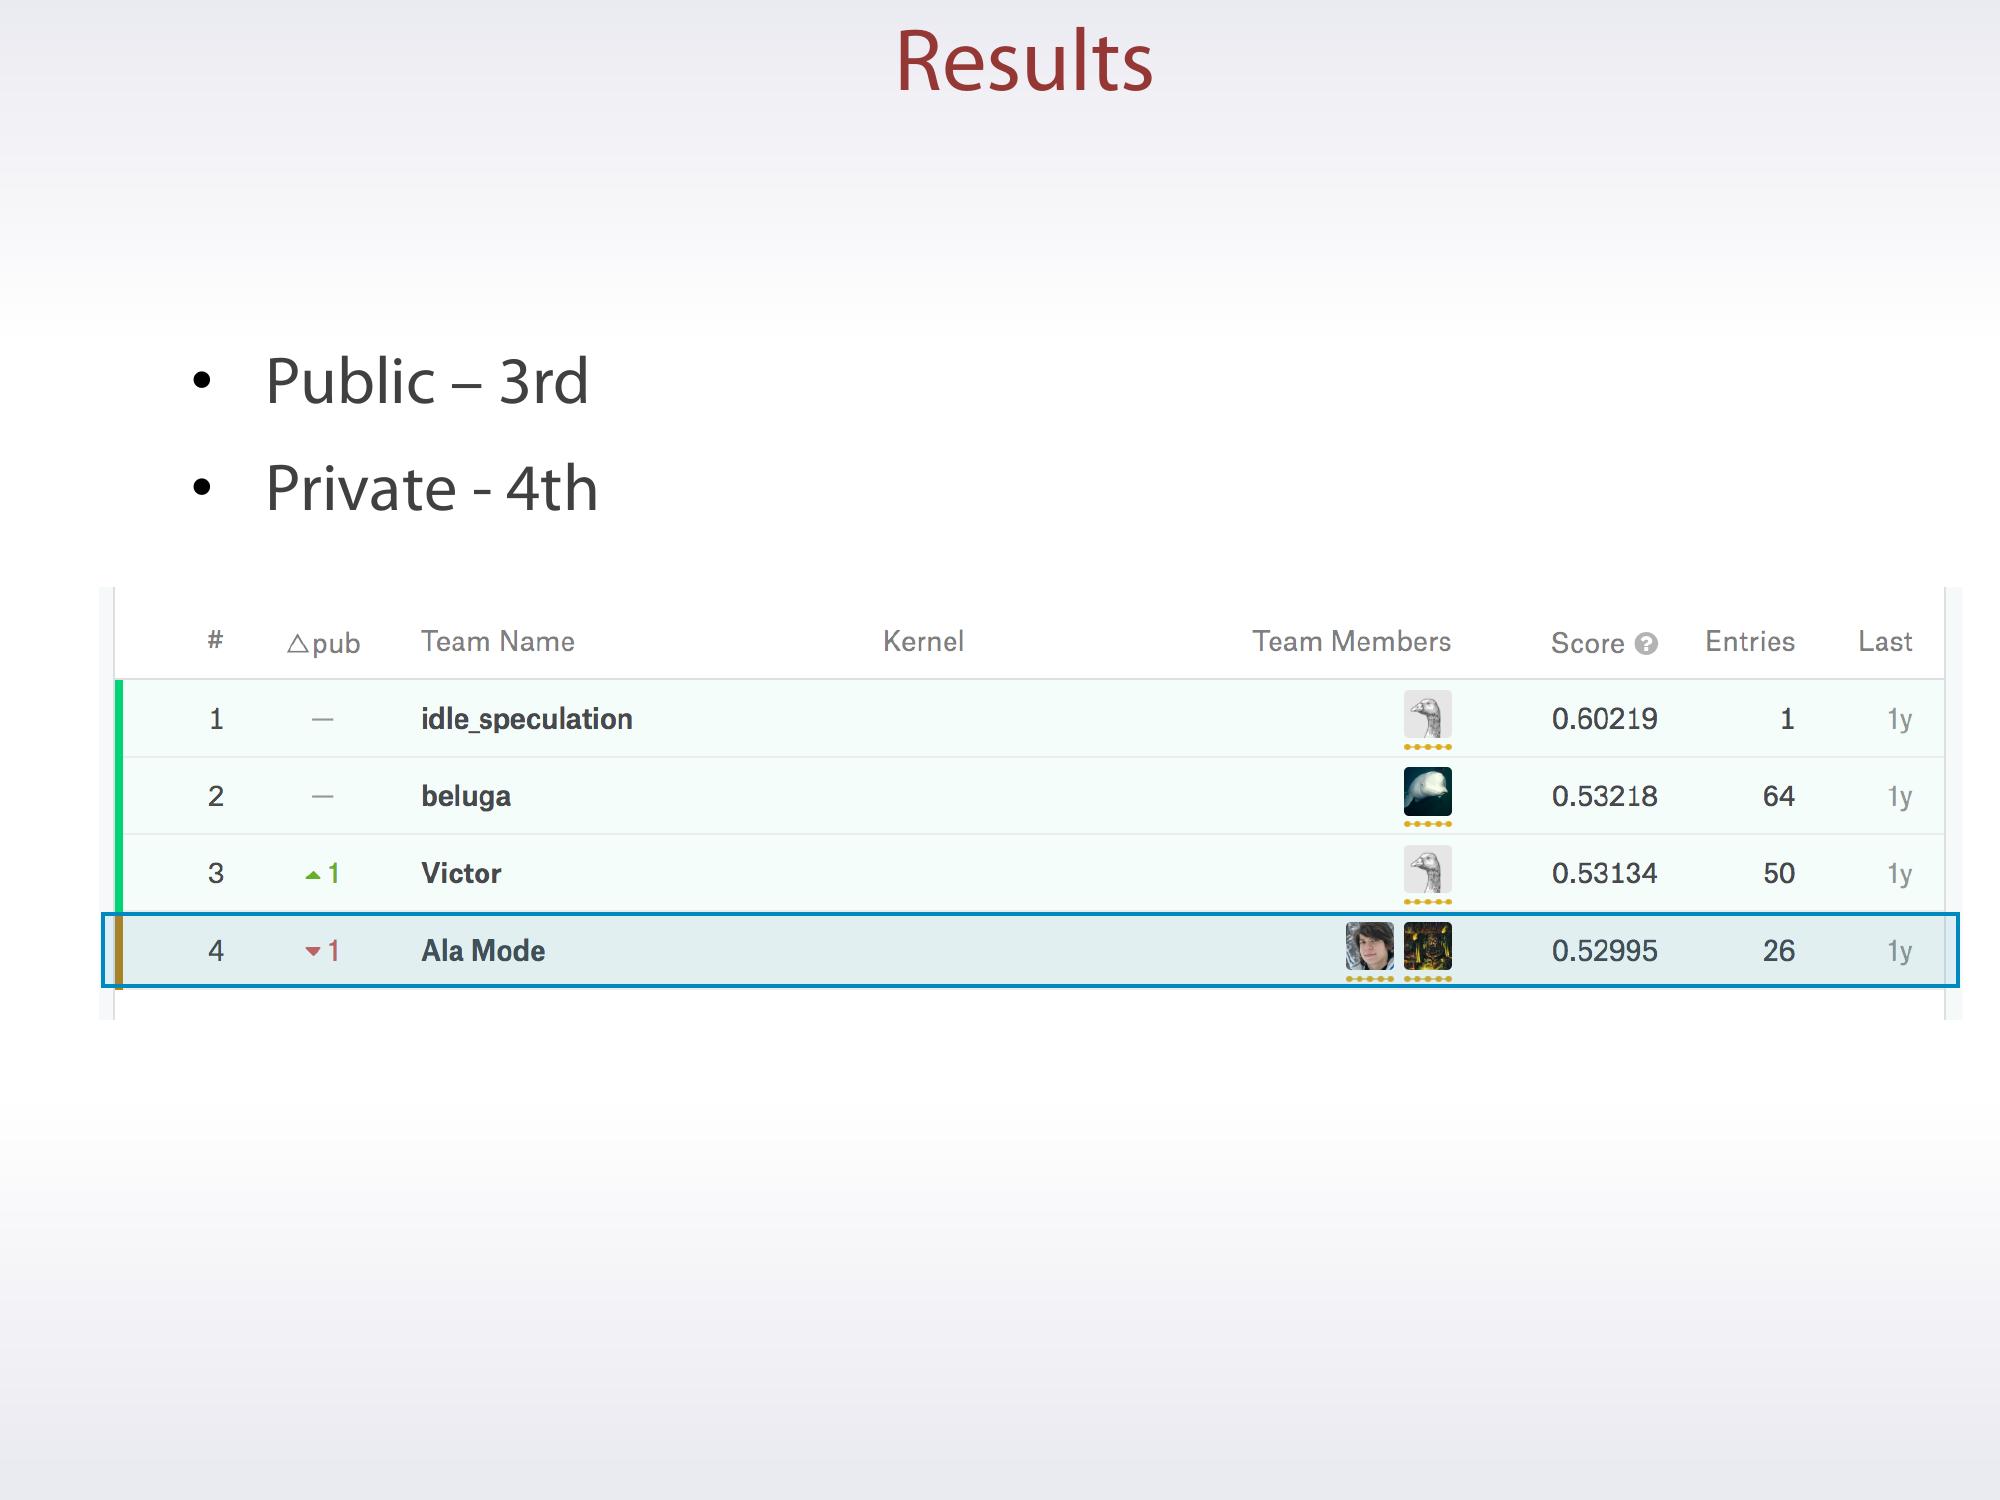 Results
• Public – 3rd
• Private - 4th
# △pub Team Name Kernel Team Members Score ? Entries Last
1 — idle_speculation 0.60219 1 1y
2 — beluga 0.53218 64 1y
3 ▲1 Victor 0.53134 50 1y
4 ▼1 Ala Mode 0.52995 26 1y